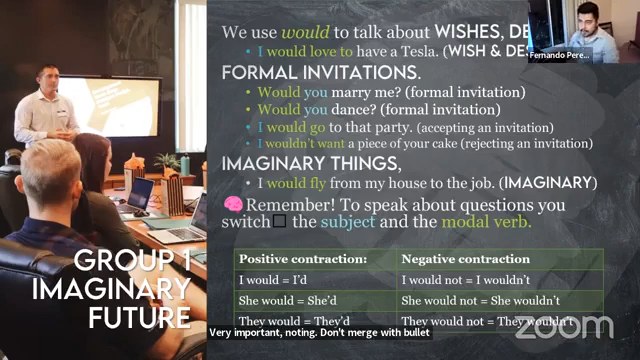 We use would to talk about WISHES, DE
• I would love to have a Tesla. (WISH & DES
FORMAL INVITATIONS.
• Would you marry me? (formal invitation)
• Would you dance? (formal invitation)
• I would go to that party. (accepting an invitation)
• I wouldn't want a piece of your cake (rejecting an invitation)
IMAGINARY THINGS,
• I would fly from my house to the job. (IMAGINARY)
🧠Remember! To speak about questions you
switch☐ the subject and the modal verb.
Positive contraction: Negative contraction
I would = I'd I would not = I wouldn't
She would = She'd She would not = She wouldn't
They would = They'd They would not = They wouldn't
GROUP 1
IMAGINARY
FUTURE
Fernando Pere...
zoom
Very important, noting. Don't merge with bullet